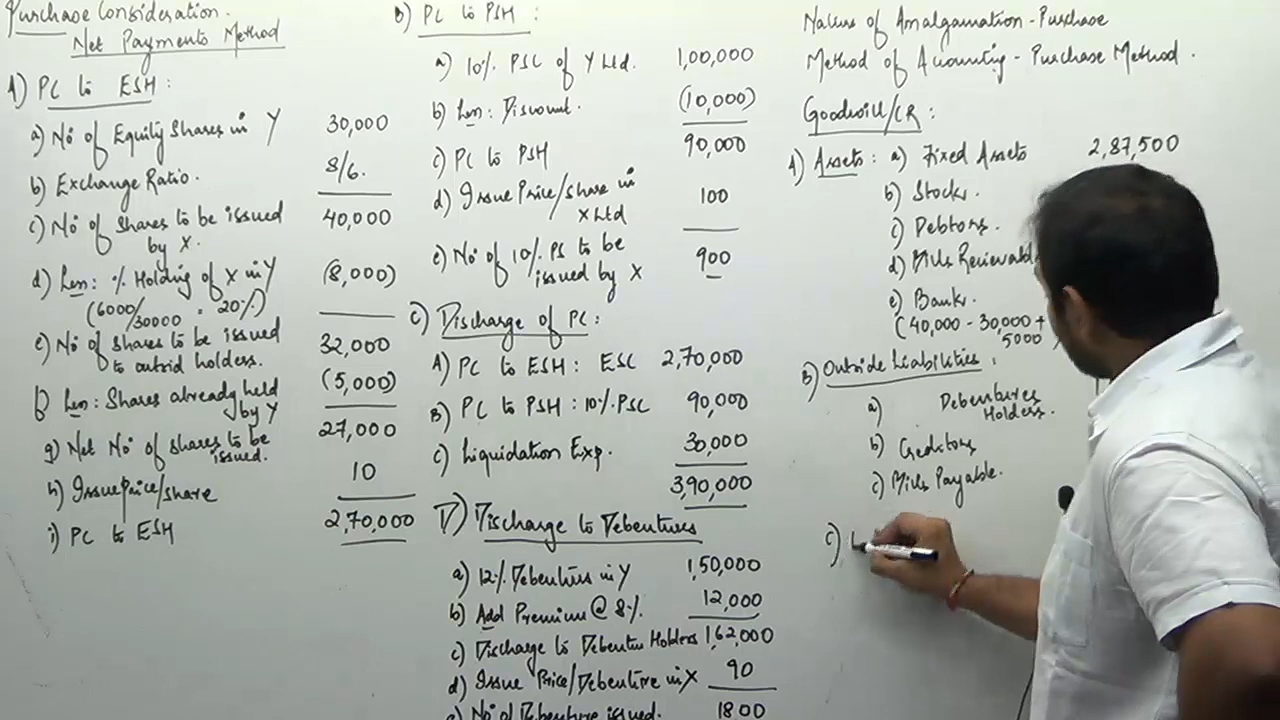 Purchase Consideration.
Net Payments Method
A) PC to ESH:
a) No of Equity Shares in Y 30,000
b) Exchange Ratio. 8/6.
c) No of Shares to be issued by X. 40,000
d) Less: % Holding of X in Y (8,000)
(6000/30000 = 20%)
e) No of shares to be issued to outsid holders. 32,000
f) Less: Shares already held by Y (5,000)
g) Net No of shares to be issued. 27,000
h) Issue Price/share 10
i) PC to ESH 2,70,000
B) PC to PSH:
a) 10% PSC of Y Ltd. 1,00,000
b) Less: Discount. (10,000)
c) PC to PSH 90,000
d) Issue Price/Share in X Ltd 100
e) No of 10% PS to be issued by X 900
C) Discharge of PC:
A) PC to ESH: ESC 2,70,000
B) PC to PSH: 10% PSC 90,000
c) Liquidation Exp. 30,000
3,90,000
D) Discharge to Debentures
a) 12% Debentures in Y 1,50,000
b) Add Premium @ 8% 12,000
c) Discharge to Debenture Holders 1,62,000
d) Issue Price/Debenture in X 90
e) No of Debenture issued. 1800
Nature of Amalgamation - Purchase
Method of Accounting - Purchase Method.
Goodwill/CR:
A) Assets: a) Fixed Assets 2,87,500
b) Stock.
c) Debtors.
d) Bills
e) Bank.
(40,000 - 30,000 +
5000
B) Outside Liabilities:
a) Debentures Holders.
b) Creditors
c) Bills Payable.
C)